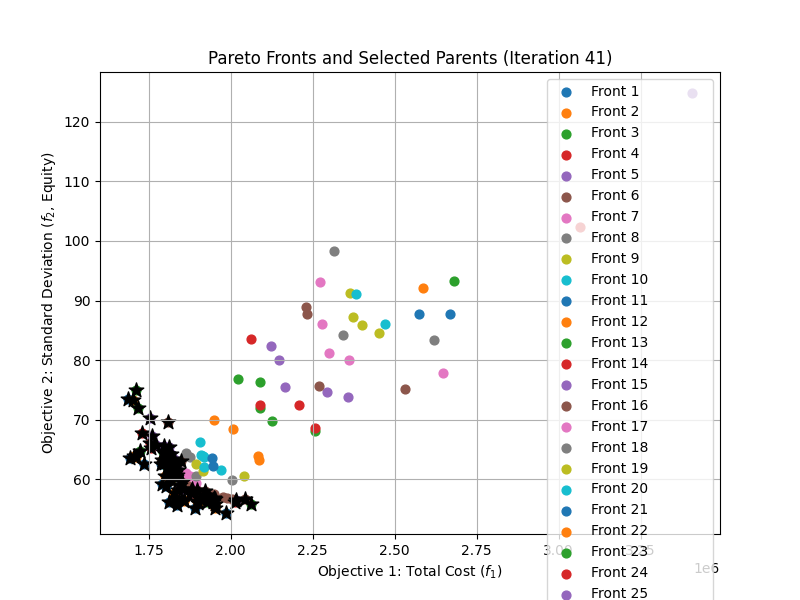 Pareto Fronts and Selected Parents (Iteration 41)
Objective 2: Standard Deviation (f₂, Equity)
120
110
100
90
80
70
60
1.75
2.00
2.25
2.50
2.75
3.00
3.25
1e6
Objective 1: Total Cost (f₁)
Front 1
Front 2
Front 3
Front 4
Front 5
Front 6
Front 7
Front 8
Front 9
Front 10
Front 11
Front 12
Front 13
Front 14
Front 15
Front 16
Front 17
Front 18
Front 19
Front 20
Front 21
Front 22
Front 23
Front 24
Front 25